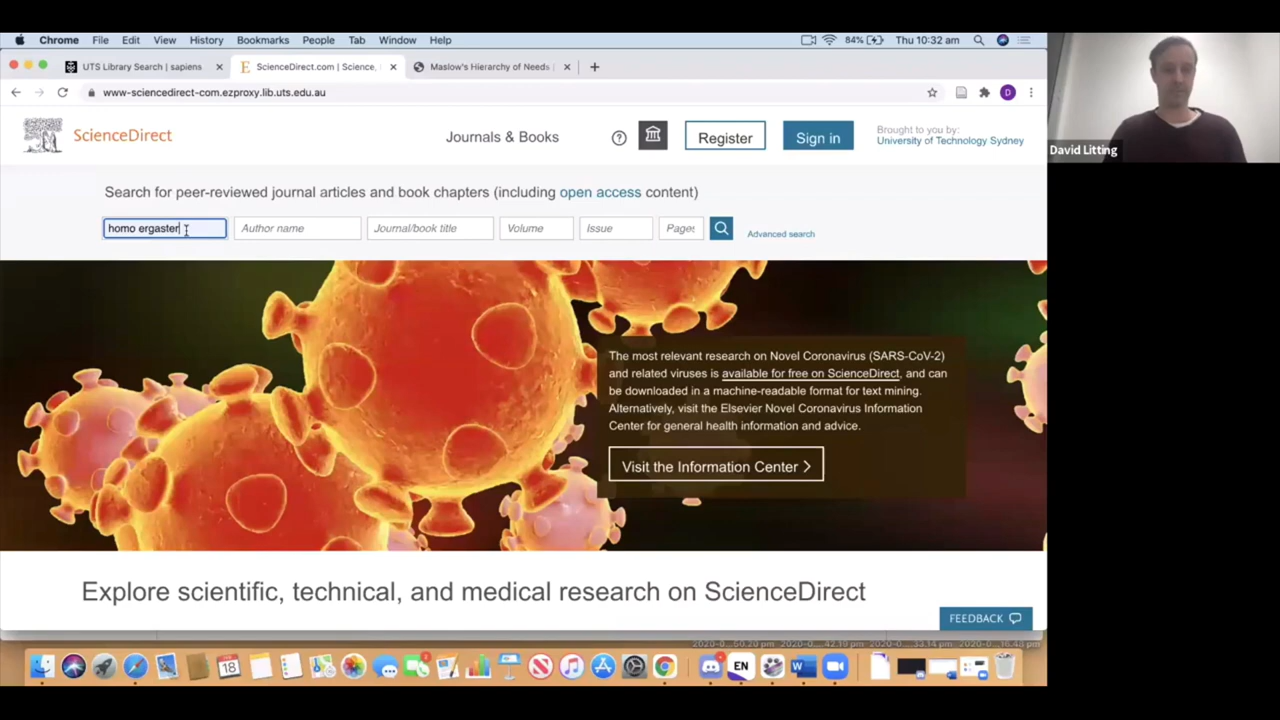 Chrome File Edit View History Bookmarks People Tab Window Help 84% Thu 10:32 am
UTS Library Search | sapiens ScienceDirect.com | Science, Maslow's Hierarchy of Needs
www-sciencedirect-com.ezproxy.lib.uts.edu.au D
ScienceDirect Journals & Books Register Sign in
Brought to you by:
University of Technology Sydney
David Litting
Search for peer-reviewed journal articles and book chapters (including open access content)
homo ergaster Author name Journal/book title Volume Issue Pages Advanced search
The most relevant research on Novel Coronavirus (SARS-CoV-2)
and related viruses is available for free on ScienceDirect, and can
be downloaded in a machine-readable format for text mining.
Alternatively, visit the Elsevier Novel Coronavirus Information
Center for general health information and advice.
Visit the Information Center
Explore scientific, technical, and medical research on ScienceDirect
FEEDBACK
18 EN